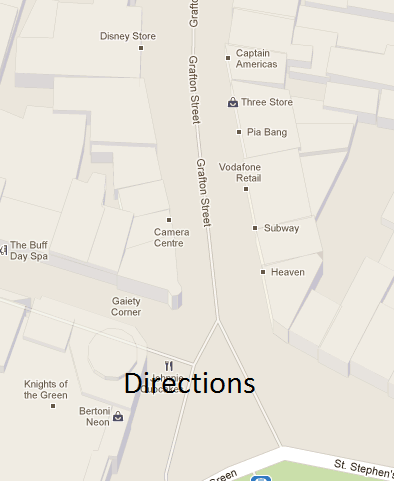 Grafton
Disney Store
Captain
Americas
Grafton Street
Three Store
Pia Bang
Grafton Street
Vodafone
Retail
Camera
Centre
Subway
The Buff
Day Spa
Heaven
Gaiety
Corner
Directions
Knights of
the Green
Bertoni
Neon
St. Stephen's
Green